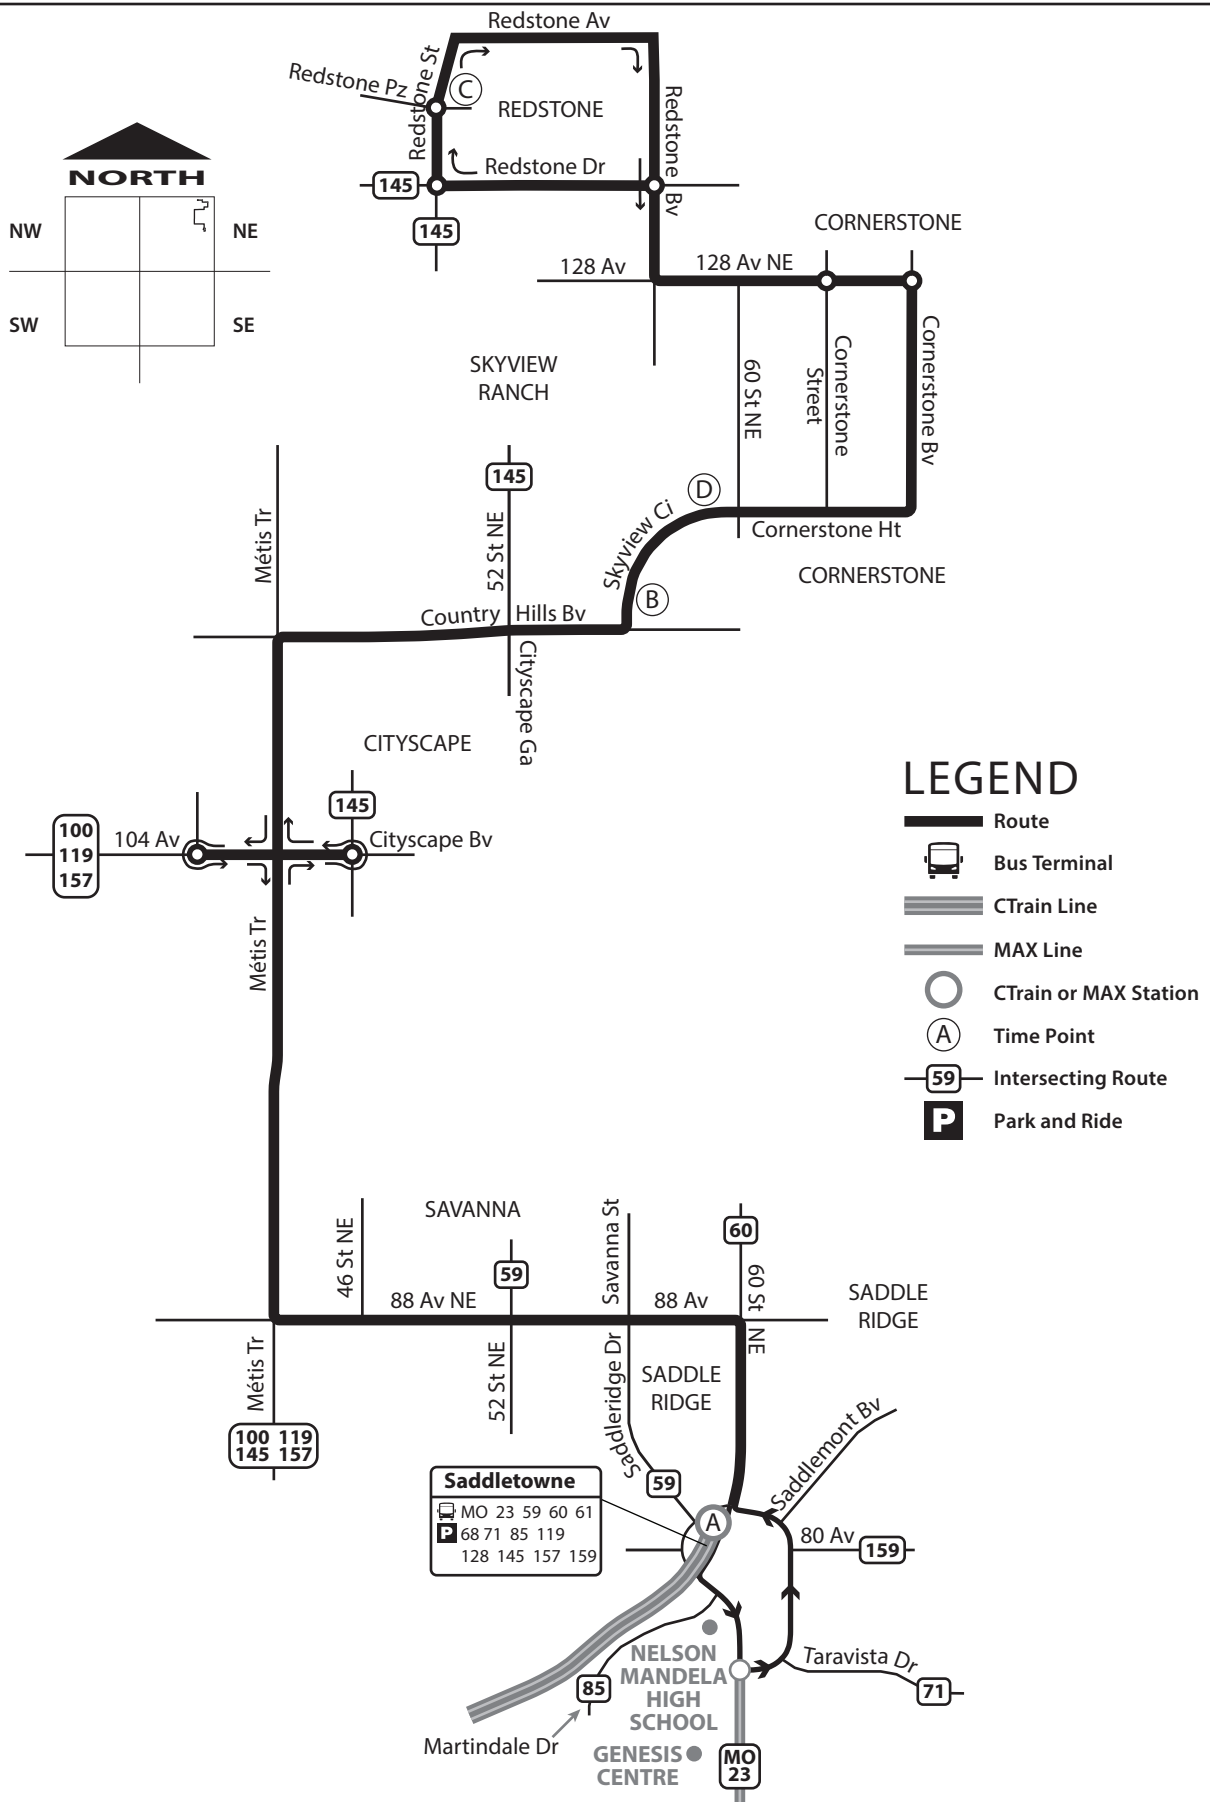 Redstone Av
Redstone Pz
Redstone St
C
REDSTONE
Redstone Bv
Redstone Dr
145
145
NORTH
NW
NE
SW
SE
CORNERSTONE
128 Av
128 Av NE
SKYVIEW
RANCH
60 St NE
Cornerstone
Street
Cornerstone Bv
145
D
Métis Tr
52 St NE
Skyview Ci
Cornerstone Ht
CORNERSTONE
B
Country Hills Bv
Cityscape Ga
CITYSCAPE
LEGEND
Route
Bus Terminal
CTrain Line
MAX Line
CTrain or MAX Station
A
Time Point
59
Intersecting Route
P
Park and Ride
145
100
119
157
104 Av
Cityscape Bv
Métis Tr
SAVANNA
46 St NE
59
Savanna St
60
88 Av NE
88 Av
60 St NE
SADDLE
RIDGE
Métis Tr
52 St NE
Saddleridge Dr
SADDLE
RIDGE
100 119
145 157
Saddlemont Bv
Saddletowne
MO 23 59 60 61
P 68 71 85 119
128 145 157 159
59
A
80 Av
159
NELSON
MANDELA
HIGH
SCHOOL
Taravista Dr
71
85
Martindale Dr
GENESIS
CENTRE
MO
23